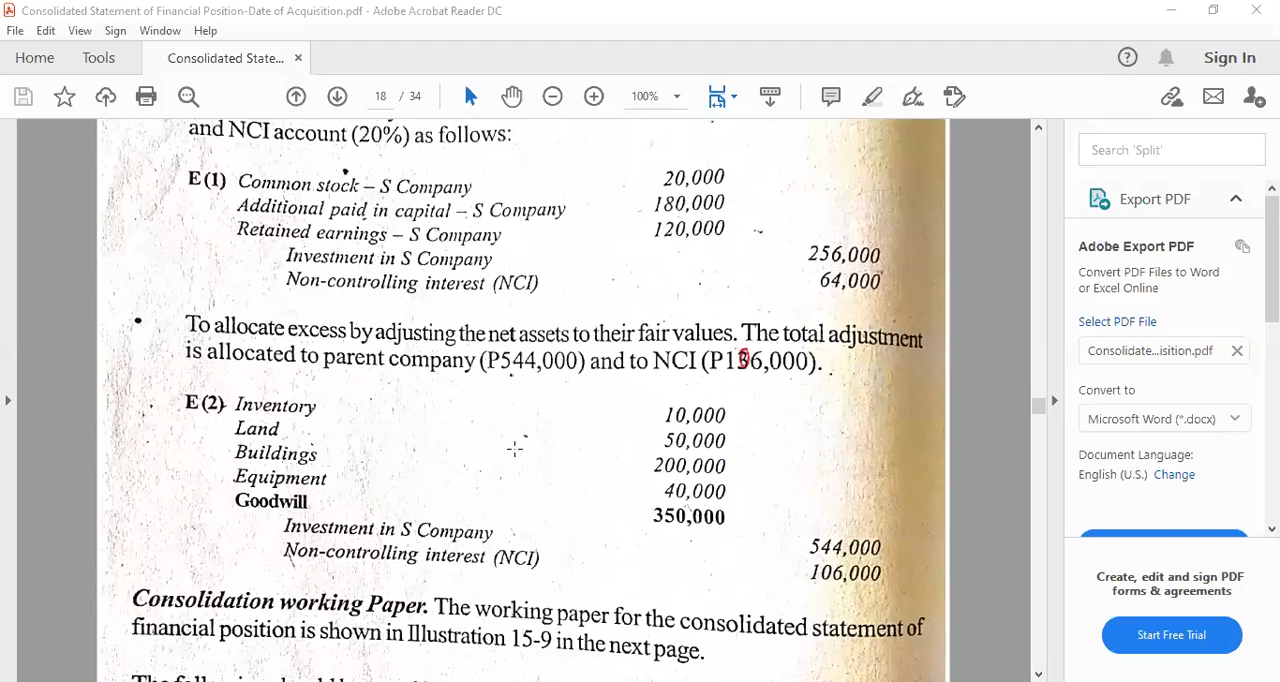 Consolidated Statement of Financial Position-Date of Acquisition.pdf - Adobe Acrobat Reader DC
File Edit View Sign Window Help
Home Tools Consolidated State... × Sign In
18 / 34 100%
and NCI account (20%) as follows:
E (1) Common stock – S Company 20,000
Additional paid in capital – S Company 180,000
Retained earnings – S Company 120,000
Investment in S Company 256,000
Non-controlling interest (NCI) 64,000
• To allocate excess by adjusting the net assets to their fair values. The total adjustment
is allocated to parent company (P544,000) and to NCI (P106,000).
E (2) Inventory 10,000
Land 50,000
Buildings 200,000
Equipment 40,000
Goodwill 350,000
Investment in S Company 544,000
Non-controlling interest (NCI) 106,000
Consolidation working Paper. The working paper for the consolidated statement of
financial position is shown in Illustration 15-9 in the next page.
Search 'Split'
Export PDF
Adobe Export PDF
Convert PDF Files to Word
or Excel Online
Select PDF File
Consolidate...isition.pdf ×
Convert to
Microsoft Word (*.docx)
Document Language:
English (U.S.) Change
Create, edit and sign PDF
forms & agreements
Start Free Trial